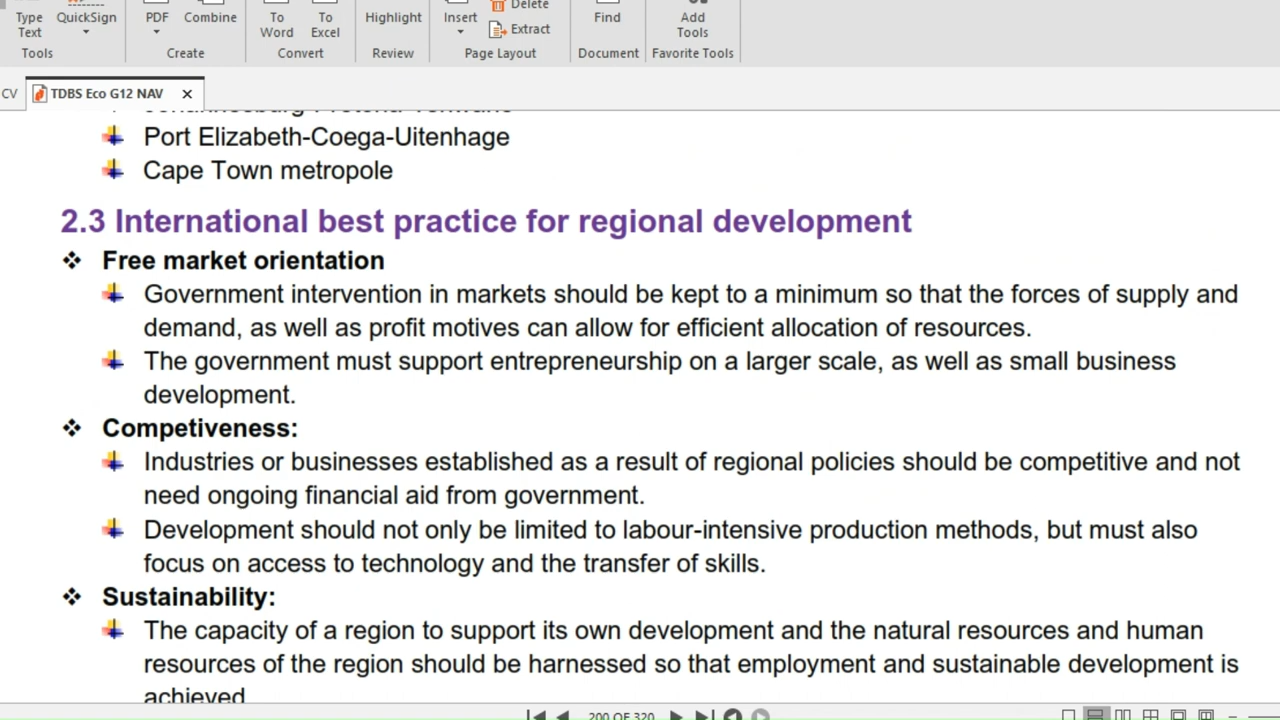 Type
Text
QuickSign
PDF
Combine
To
Word
To
Excel
Highlight
Insert
Delete
Extract
Find
Add
Tools
Tools
Create
Convert
Review
Page Layout
Document
Favorite Tools
CV
TDBS Eco G12 NAV
Port Elizabeth-Coega-Uitenhage
Cape Town metropole
2.3 International best practice for regional development
Free market orientation
Government intervention in markets should be kept to a minimum so that the forces of supply and
demand, as well as profit motives can allow for efficient allocation of resources.
The government must support entrepreneurship on a larger scale, as well as small business
development.
Competiveness:
Industries or businesses established as a result of regional policies should be competitive and not
need ongoing financial aid from government.
Development should not only be limited to labour-intensive production methods, but must also
focus on access to technology and the transfer of skills.
Sustainability:
The capacity of a region to support its own development and the natural resources and human
resources of the region should be harnessed so that employment and sustainable development is
achieved
200 OF 320